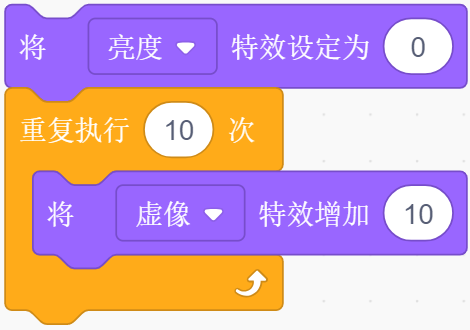 将 亮度 特效设定为 0
重复执行 10 次
将 虚像 特效增加 10